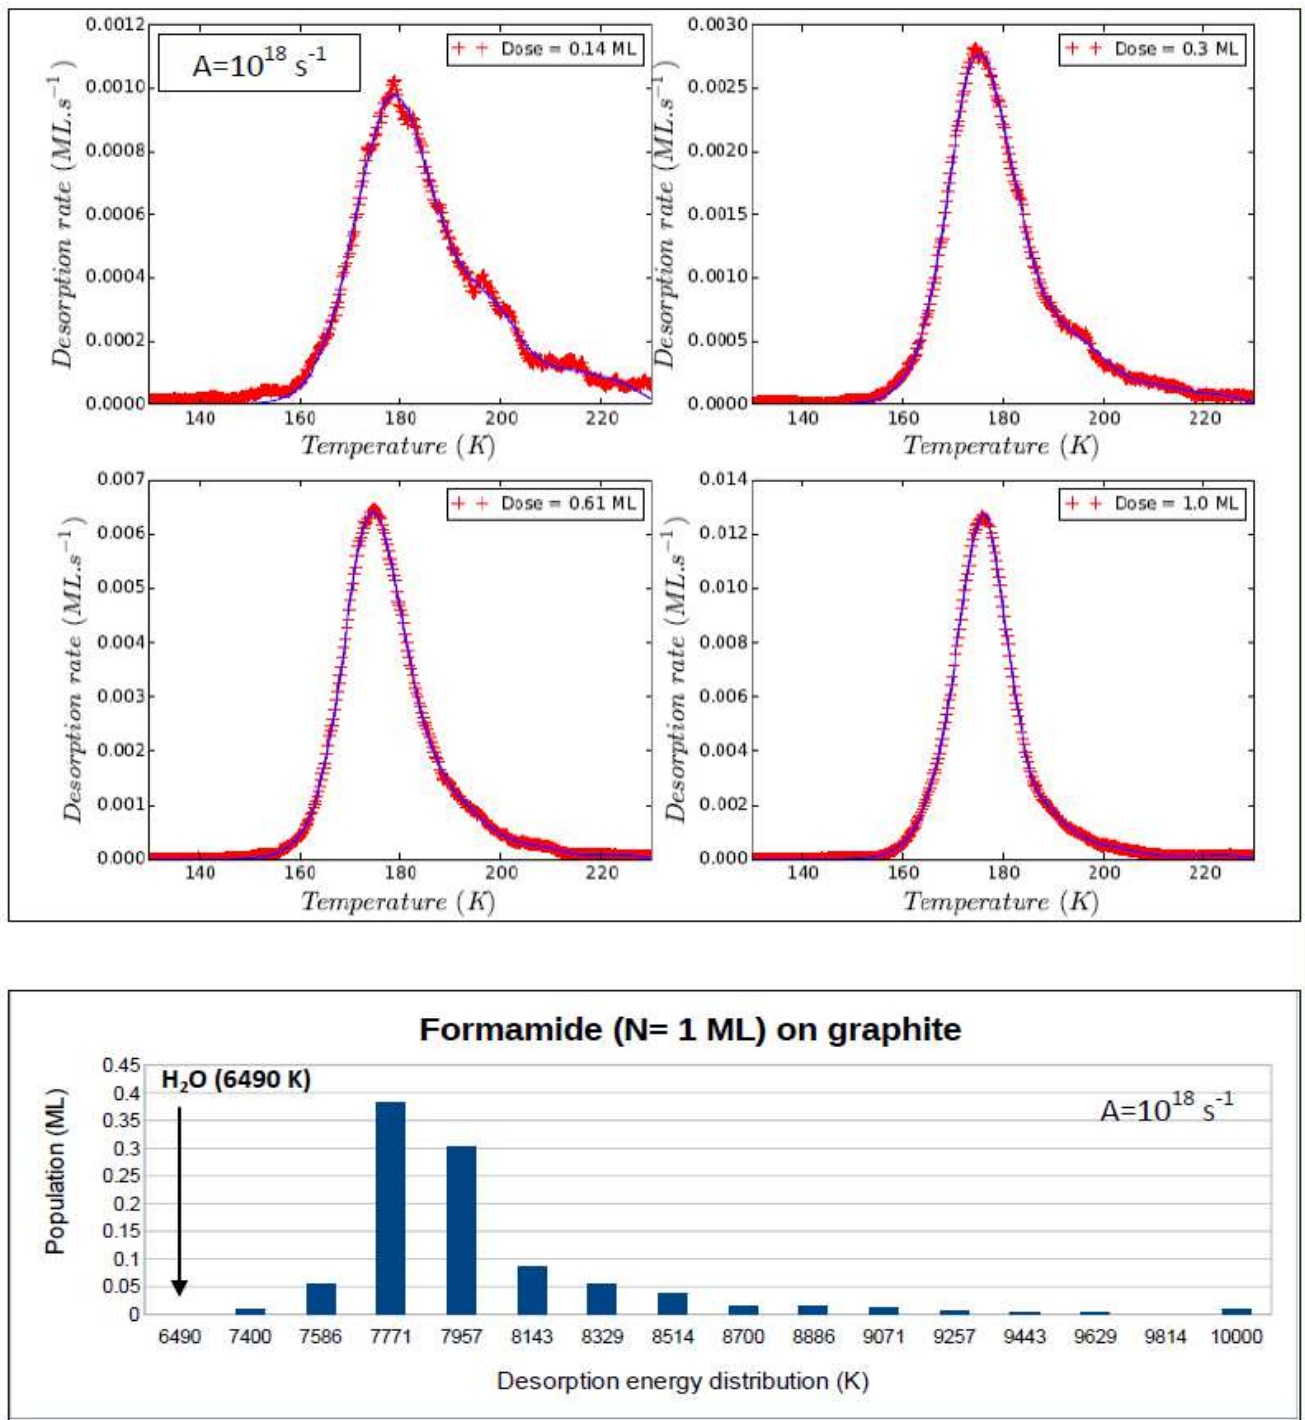 A=10^18 s^-1
Dose = 0.14 ML
Desorption rate (ML.s^−1)
0.0012
0.0010
0.0008
0.0006
0.0004
0.0002
0.0000
140 160 180 200 220
Temperature (K)
Dose = 0.3 ML
Desorption rate (ML.s^−1)
0.0030
0.0025
0.0020
0.0015
0.0010
0.0005
0.0000
140 160 180 200 220
Temperature (K)
Dose = 0.61 ML
Desorption rate (ML.s^−1)
0.007
0.006
0.005
0.004
0.003
0.002
0.001
0.000
140 160 180 200 220
Temperature (K)
Dose = 1.0 ML
Desorption rate (ML.s^−1)
0.014
0.012
0.010
0.008
0.006
0.004
0.002
0.000
140 160 180 200 220
Temperature (K)
Formamide (N= 1 ML) on graphite
H₂O (6490 K)
A=10^18 s^-1
Population (ML)
0.45
0.4
0.35
0.3
0.25
0.2
0.15
0.1
0.05
0
6490 7400 7586 7771 7957 8143 8329 8514 8700 8886 9071 9257 9443 9629 9814 10000
Desorption energy distribution (K)